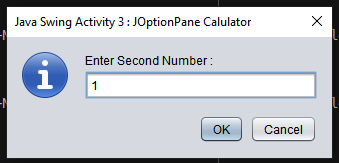 Java Swing Activity 3 : JOptionPane Calulator
Enter Second Number :
1
OK Cancel